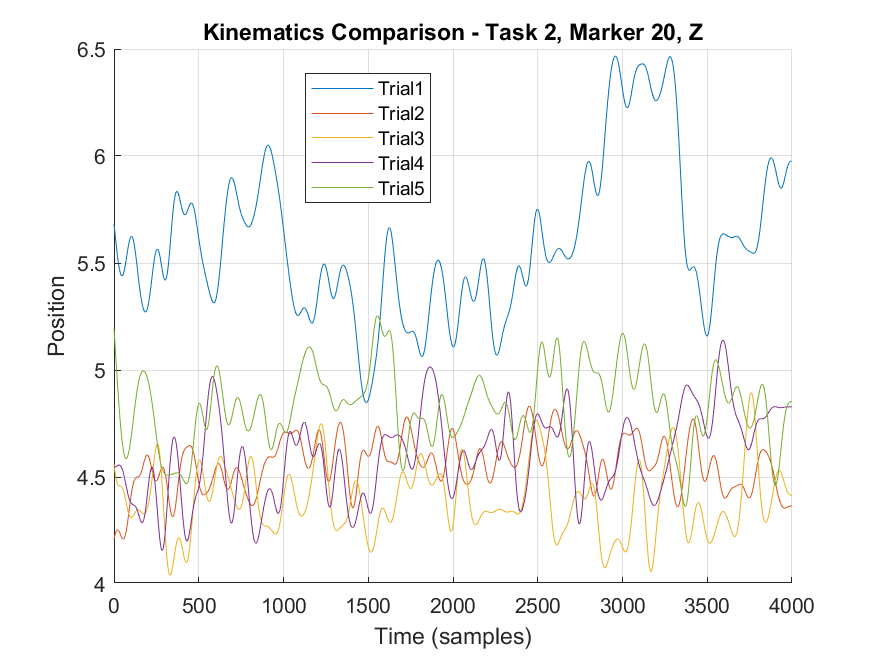 Kinematics Comparison - Task 2, Marker 20, Z
6.5
6
5.5
5
4.5
4
Position
Trial1
Trial2
Trial3
Trial4
Trial5
0 500 1000 1500 2000 2500 3000 3500 4000
Time (samples)